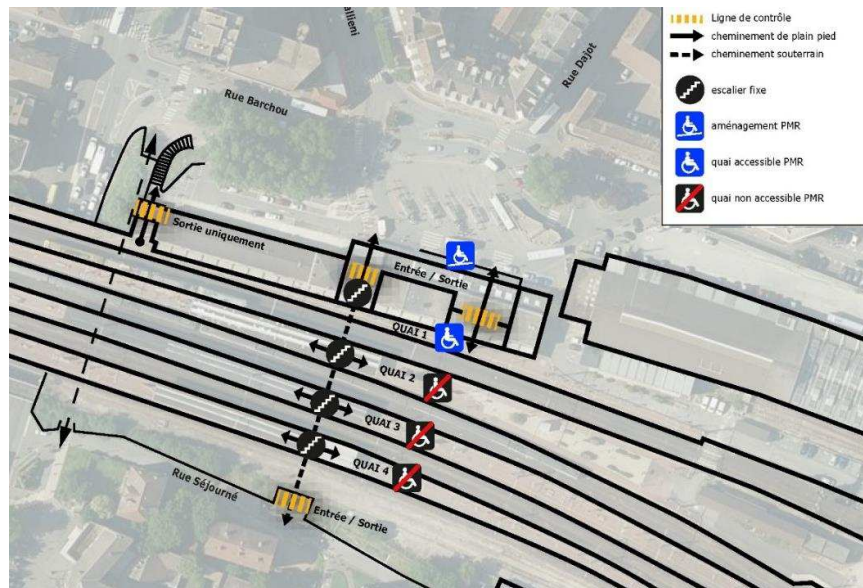 Ligne de contrôle
cheminement de plain pied
cheminement souterrain
escalier fixe
aménagement PMR
quai accessible PMR
quai non accessible PMR
Rue Dajot
Rue Barchou
Sortie uniquement
Entrée / Sortie
QUAI 1
QUAI 2
QUAI 3
QUAI 4
Rue Séjourné
Entrée / Sortie